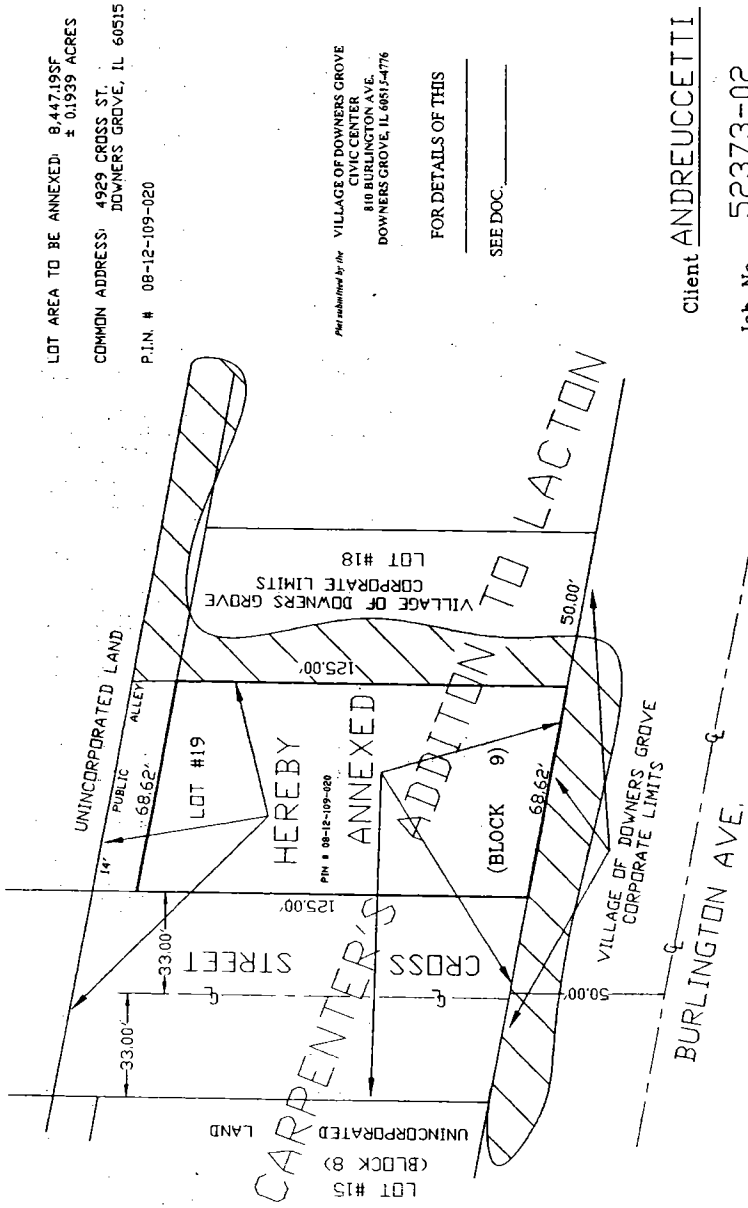 LOT AREA TO BE ANNEXED: 8,447.19SF
± 0.1939 ACRES
COMMON ADDRESS: 4929 CROSS ST.
DOWNERS GROVE, IL 60515
P.I.N. # 08-12-109-020
Plat submitted by the VILLAGE OF DOWNERS GROVE
CIVIC CENTER
810 BURLINGTON AVE.
DOWNERS GROVE, IL 60515-4776
FOR DETAILS OF THIS
SEE DOC.
Client ANDREUCCETTI
Job No. 52373-02
UNINCORPORATED LAND
14' PUBLIC ALLEY
68.62'
LOT #19
HEREBY
PIN # 08-12-109-020
ANNEXED
(BLOCK 9)
68.62'
125.00'
125.00'
VILLAGE OF DOWNERS GROVE
CORPORATE LIMITS
LOT #18
50.00'
33.00'
33.00'
CROSS STREET
℄
℄
CARPENTER'S ADDITON TO LACTON
LOT #15
(BLOCK 8)
UNINCORPORATED LAND
VILLAGE OF DOWNERS GROVE
CORPORATE LIMITS
50.00'
BURLINGTON AVE.
℄
℄